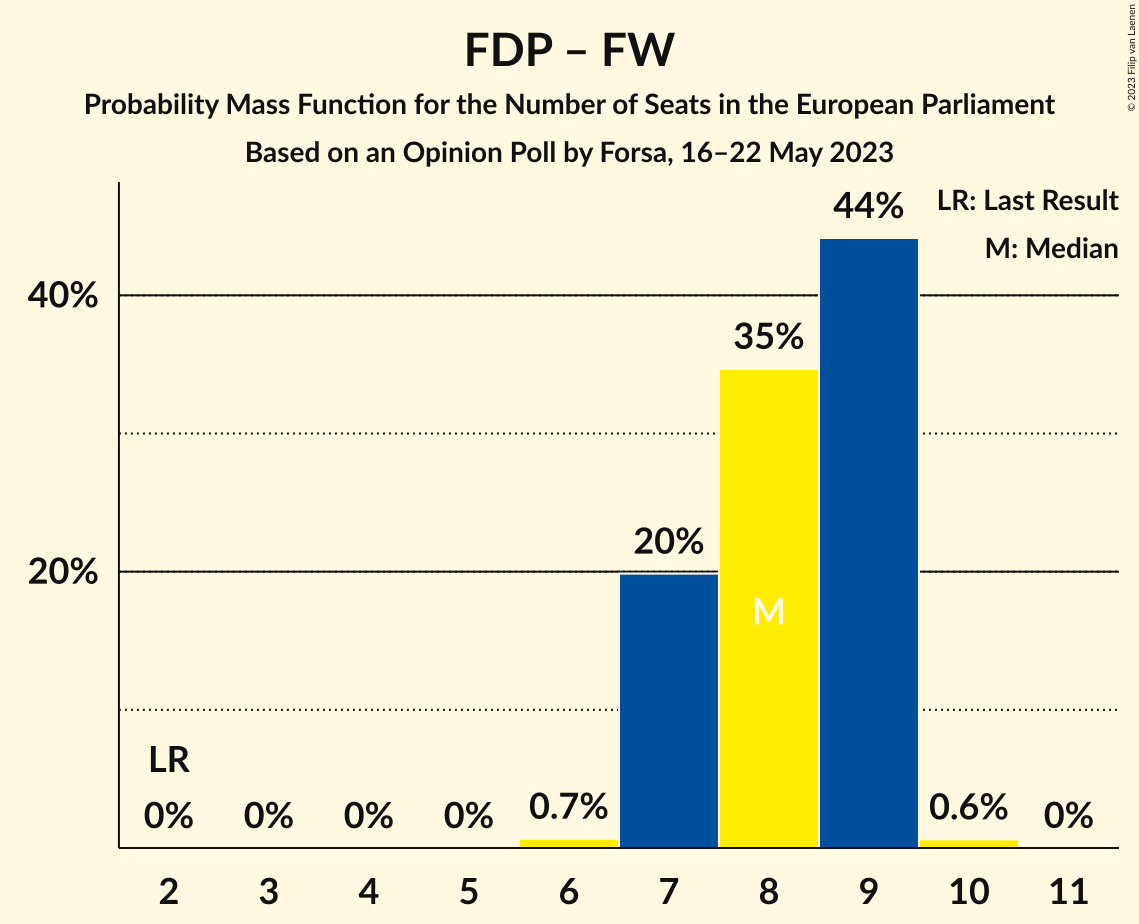 FDP – FW
Probability Mass Function for the Number of Seats in the European Parliament
Based on an Opinion Poll by Forsa, 16–22 May 2023
© 2023 Filip van Laenen
LR: Last Result
M: Median
44%
40%
35%
20%
20%
M
LR
0% 0% 0% 0% 0.7% 0.6% 0%
2 3 4 5 6 7 8 9 10 11